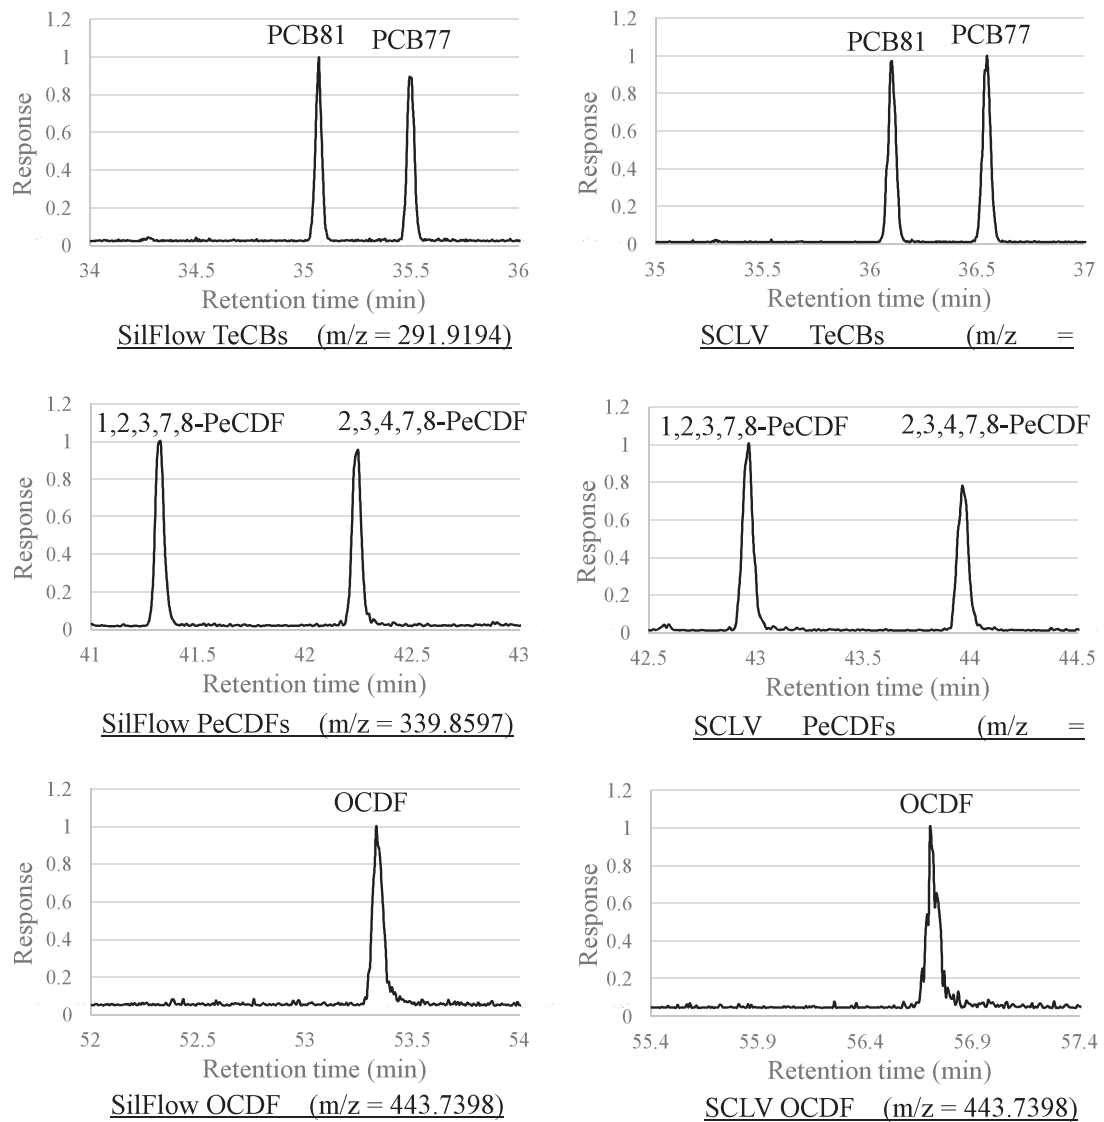 1.2
PCB81 PCB77
1
0.8
0.6
0.4
0.2
0
Response
34 34.5 35 35.5 36
Retention time (min)
SilFlow TeCBs (m/z = 291.9194)
1.2
PCB81 PCB77
1
0.8
0.6
0.4
0.2
0
Response
35 35.5 36 36.5 37
Retention time (min)
SCLV TeCBs (m/z =
1.2
1,2,3,7,8-PeCDF 2,3,4,7,8-PeCDF
1
0.8
0.6
0.4
0.2
0
Response
41 41.5 42 42.5 43
Retention time (min)
SilFlow PeCDFs (m/z = 339.8597)
1.2
1,2,3,7,8-PeCDF 2,3,4,7,8-PeCDF
1
0.8
0.6
0.4
0.2
0
Response
42.5 43 43.5 44 44.5
Retention time (min)
SCLV PeCDFs (m/z =
1.2
OCDF
1
0.8
0.6
0.4
0.2
0
Response
52 52.5 53 53.5 54
Retention time (min)
SilFlow OCDF (m/z = 443.7398)
1.2
OCDF
1
0.8
0.6
0.4
0.2
0
Response
55.4 55.9 56.4 56.9 57.4
Retention time (min)
SCLV OCDF (m/z = 443.7398)